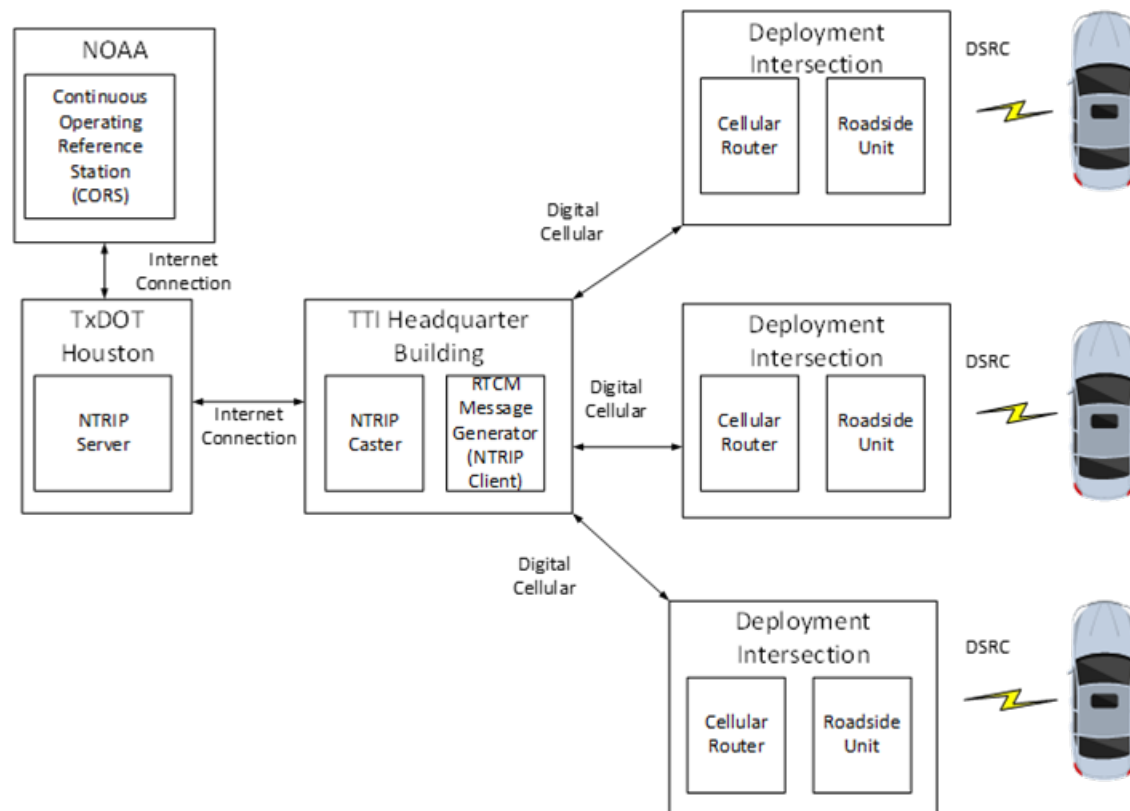 NOAA
Continuous
Operating
Reference
Station
(CORS)
Internet
Connection
TxDOT
Houston
NTRIP
Server
Internet
Connection
TTI Headquarter
Building
NTRIP
Caster
RTCM
Message
Generator
(NTRIP
Client)
Digital
Cellular
Deployment
Intersection
Cellular
Router
Roadside
Unit
DSRC
Digital
Cellular
Deployment
Intersection
Cellular
Router
Roadside
Unit
DSRC
Digital
Cellular
Deployment
Intersection
Cellular
Router
Roadside
Unit
DSRC